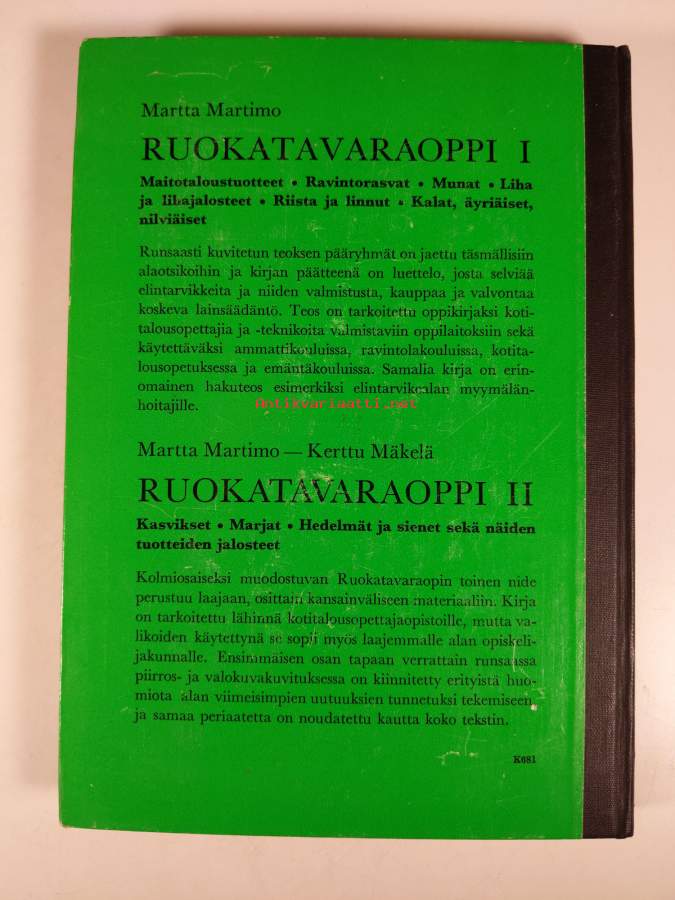 Martta Martimo
RUOKATAVARAOPPI I
Maitotaloustuotteet • Ravintorasvat • Munat • Liha
ja lihajalosteet • Riista ja linnut • Kalat, äyriäiset,
nilviäiset
Runsaasti kuvitetun teoksen pääryhmät on jaettu täsmällisiin
alaotsikoihin ja kirjan päätteenä on luettelo, josta selviää
elintarvikkeita ja niiden valmistusta, kauppaa ja valvontaa
koskeva lainsäädäntö. Teos on tarkoitettu oppikirjaksi koti-
talousopettajia ja -teknikoita valmistaviin oppilaitoksiin sekä
käytettäväksi ammattikouluissa, ravintolakouluissa, kotita-
lousopetuksessa ja emäntäkouluissa. Samalla kirja on erin-
omainen hakuteos esimerkiksi elintarvikealan myymälän-
hoitajille.
Antikvariaatti.net
Martta Martimo — Kerttu Mäkelä
RUOKATAVARAOPPI II
Kasvikset • Marjat • Hedelmät ja sienet sekä näiden
tuotteiden jalosteet
Kolmiosaiseksi muodostuvan Ruokatavaraopin toinen nide
perustuu laajaan, osittain kansainväliseen materiaaliin. Kirja
on tarkoitettu lähinnä kotitalousopettajaopistoille, mutta va-
likoiden käytettynä se sopii myös laajemmalle alan opiskeli-
jakunnalle. Ensimmäisen osan tapaan verrattain runsaassa
piirros- ja valokuvakuvituksessa on kiinnitetty erityistä huo-
miota alan viimeisimpien uutuuksien tunnetuksi tekemiseen
ja samaa periaatetta on noudatettu kautta koko tekstin.
K681